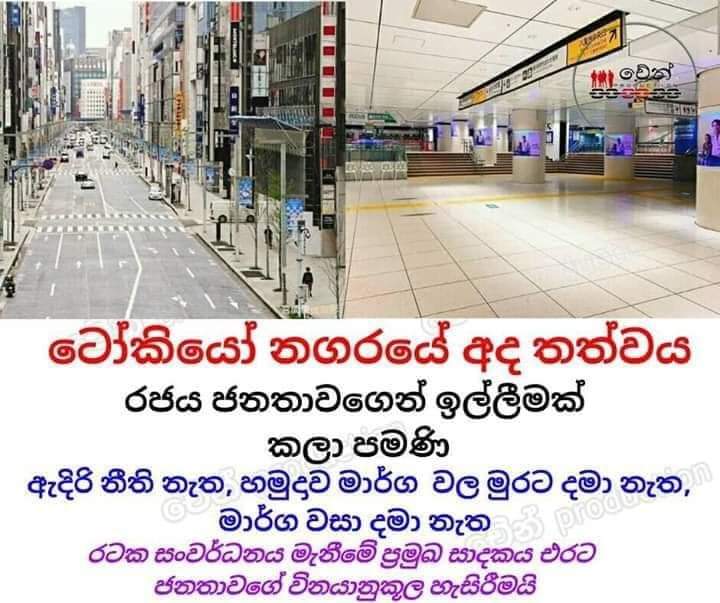 වෙන්
ටෝකියෝ නගරයේ අද තත්වය
රජය ජනතාවගෙන් ඉල්ලීමක්
කලා පමණි
ඇඳිරි නීති නැත, හමුදාව මාර්ග වල මුරට දමා නැත,
මාර්ග වසා දමා නැත
වෙන් production
රටක සංවර්ධනය මැනීමේ ප්‍රමුඛ සාදකය එරට
ජනතාවගේ විනයානුකූල හැසිරීමයි